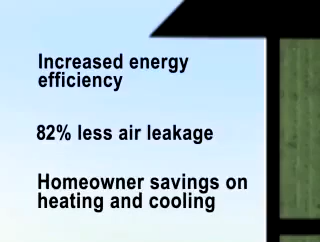 Increased energy
efficiency
82% less air leakage
Homeowner savings on
heating and cooling